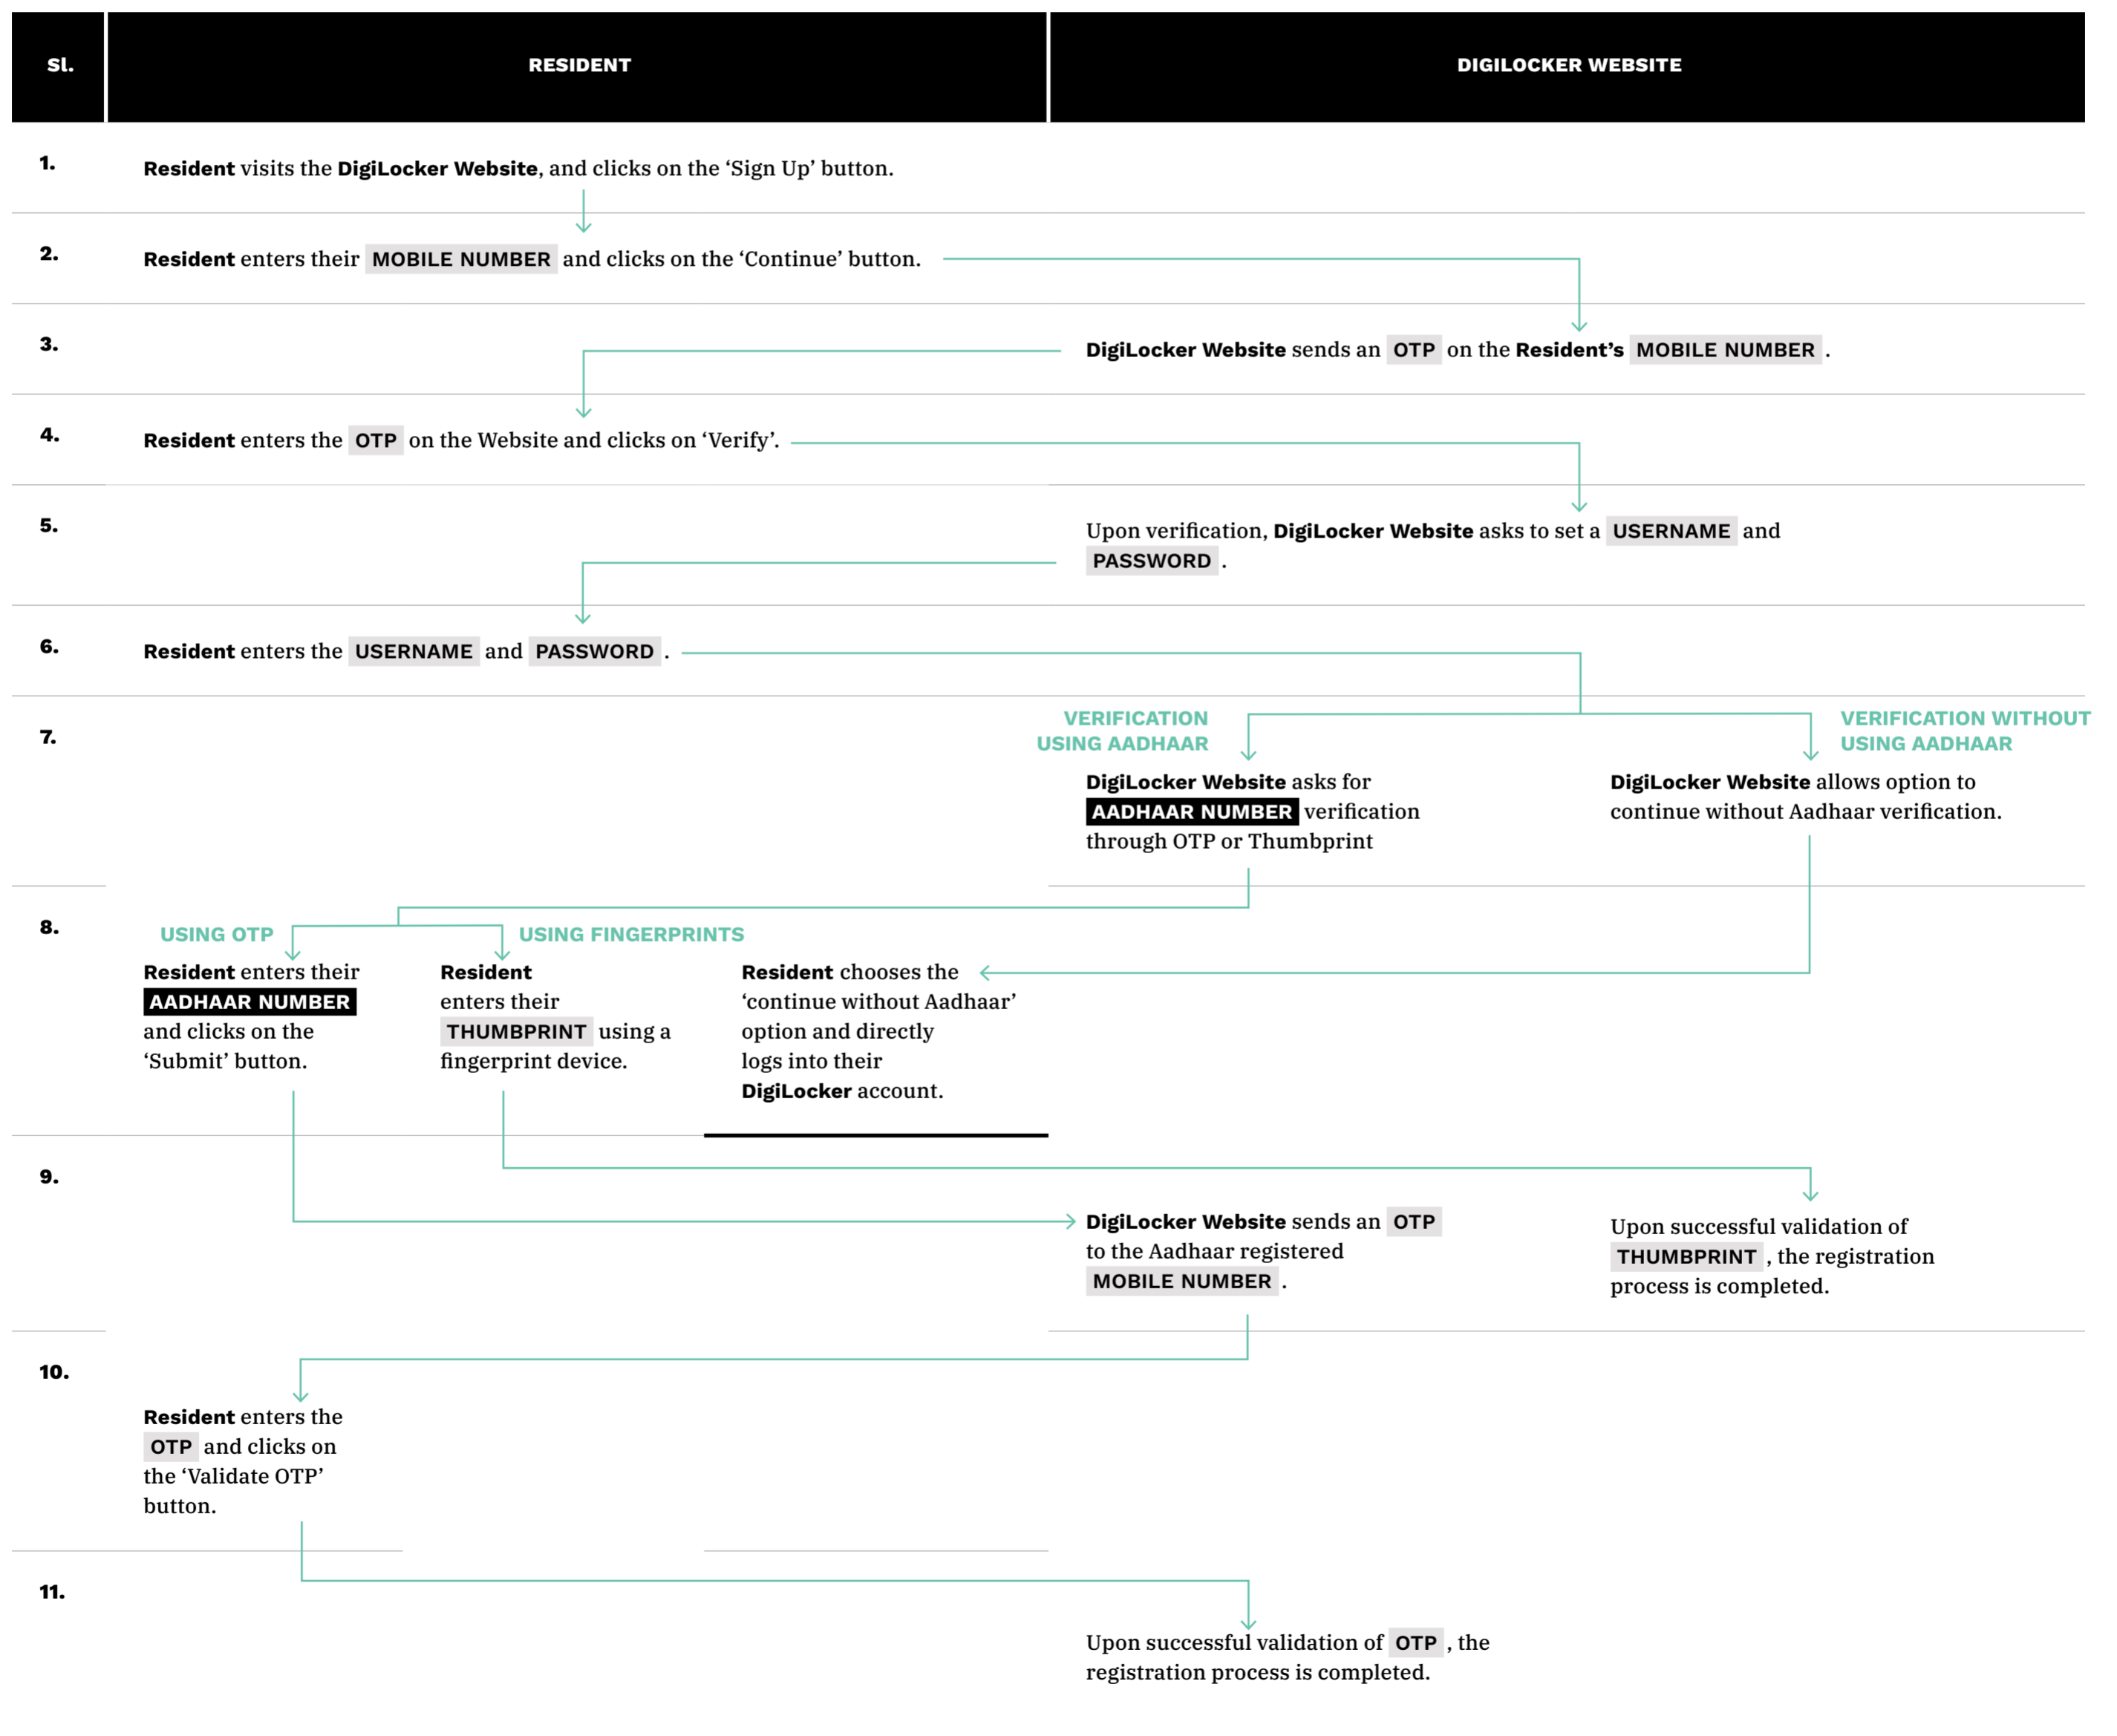 Sl.
RESIDENT
DIGILOCKER WEBSITE
1.
Resident visits the DigiLocker Website, and clicks on the ‘Sign Up’ button.
2.
Resident enters their MOBILE NUMBER and clicks on the ‘Continue’ button.
3.
DigiLocker Website sends an OTP on the Resident’s MOBILE NUMBER .
4.
Resident enters the OTP on the Website and clicks on ‘Verify’.
5.
Upon verification, DigiLocker Website asks to set a USERNAME and
PASSWORD .
6.
Resident enters the USERNAME and PASSWORD .
7.
VERIFICATION
USING AADHAAR
DigiLocker Website asks for
AADHAAR NUMBER verification
through OTP or Thumbprint
VERIFICATION WITHOUT
USING AADHAAR
DigiLocker Website allows option to
continue without Aadhaar verification.
8.
USING OTP
Resident enters their
AADHAAR NUMBER
and clicks on the
‘Submit’ button.
USING FINGERPRINTS
Resident
enters their
THUMBPRINT using a
fingerprint device.
Resident chooses the
‘continue without Aadhaar’
option and directly
logs into their
DigiLocker account.
9.
DigiLocker Website sends an OTP
to the Aadhaar registered
MOBILE NUMBER .
Upon successful validation of
THUMBPRINT , the registration
process is completed.
10.
Resident enters the
OTP and clicks on
the ‘Validate OTP’
button.
11.
Upon successful validation of OTP , the
registration process is completed.